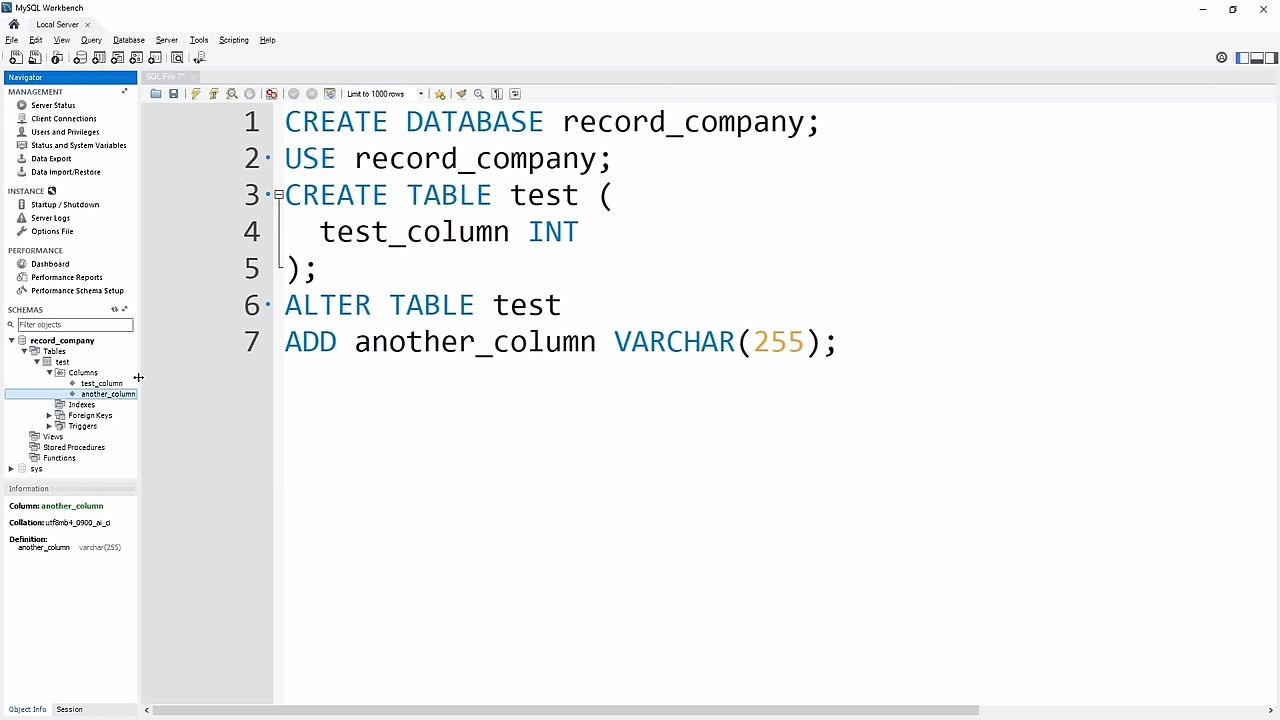 MySQL Workbench
Local Server
File Edit View Query Database Server Tools Scripting Help
Navigator
SQL File 7*
MANAGEMENT
Server Status
Client Connections
Users and Privileges
Status and System Variables
Data Export
Data Import/Restore
INSTANCE
Startup / Shutdown
Server Logs
Options File
PERFORMANCE
Dashboard
Performance Reports
Performance Schema Setup
SCHEMAS
Filter objects
record_company
Tables
test
Columns
test_column
another_column
Indexes
Foreign Keys
Triggers
Views
Stored Procedures
Functions
sys
Information
Column: another_column
Collation: utf8mb4_0900_ai_ci
Definition:
another_column varchar(255)
Object Info Session
Limit to 1000 rows
1 CREATE DATABASE record_company;
2 USE record_company;
3 CREATE TABLE test (
4 test_column INT
5 );
6 ALTER TABLE test
7 ADD another_column VARCHAR(255);